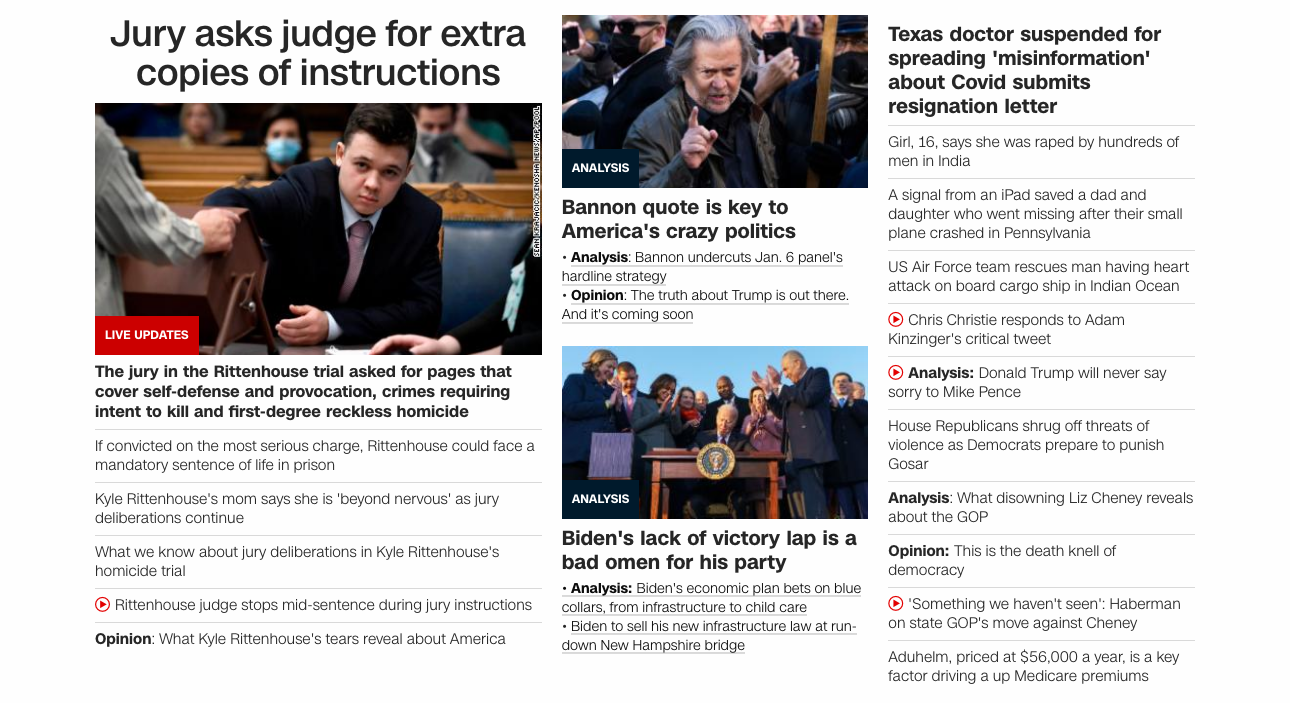 Jury asks judge for extra
copies of instructions
SEAN KRAJACIC/KENOSHA NEWS/AP/POOL
LIVE UPDATES
The jury in the Rittenhouse trial asked for pages that
cover self-defense and provocation, crimes requiring
intent to kill and first-degree reckless homicide
If convicted on the most serious charge, Rittenhouse could face a
mandatory sentence of life in prison
Kyle Rittenhouse's mom says she is 'beyond nervous' as jury
deliberations continue
What we know about jury deliberations in Kyle Rittenhouse's
homicide trial
Rittenhouse judge stops mid-sentence during jury instructions
Opinion: What Kyle Rittenhouse's tears reveal about America
ANALYSIS
Bannon quote is key to
America's crazy politics
• Analysis: Bannon undercuts Jan. 6 panel's
hardline strategy
• Opinion: The truth about Trump is out there.
And it's coming soon
ANALYSIS
Biden's lack of victory lap is a
bad omen for his party
• Analysis: Biden's economic plan bets on blue
collars, from infrastructure to child care
• Biden to sell his new infrastructure law at run-
down New Hampshire bridge
Texas doctor suspended for
spreading 'misinformation'
about Covid submits
resignation letter
Girl, 16, says she was raped by hundreds of
men in India
A signal from an iPad saved a dad and
daughter who went missing after their small
plane crashed in Pennsylvania
US Air Force team rescues man having heart
attack on board cargo ship in Indian Ocean
Chris Christie responds to Adam
Kinzinger's critical tweet
Analysis: Donald Trump will never say
sorry to Mike Pence
House Republicans shrug off threats of
violence as Democrats prepare to punish
Gosar
Analysis: What disowning Liz Cheney reveals
about the GOP
Opinion: This is the death knell of
democracy
'Something we haven't seen': Haberman
on state GOP's move against Cheney
Aduhelm, priced at $56,000 a year, is a key
factor driving a up Medicare premiums